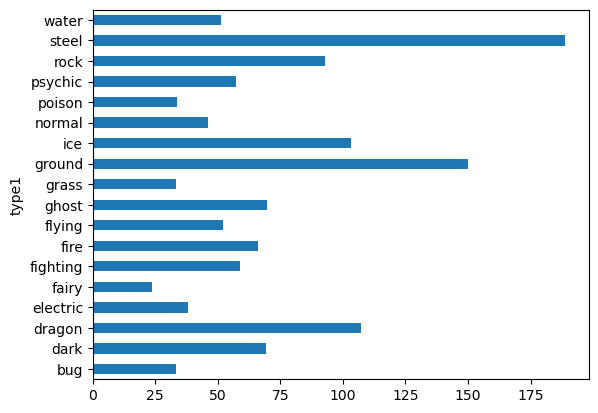 water
steel
rock
psychic
poison
normal
ice
ground
grass
ghost
flying
fire
fighting
fairy
electric
dragon
dark
bug
type1
0 25 50 75 100 125 150 175